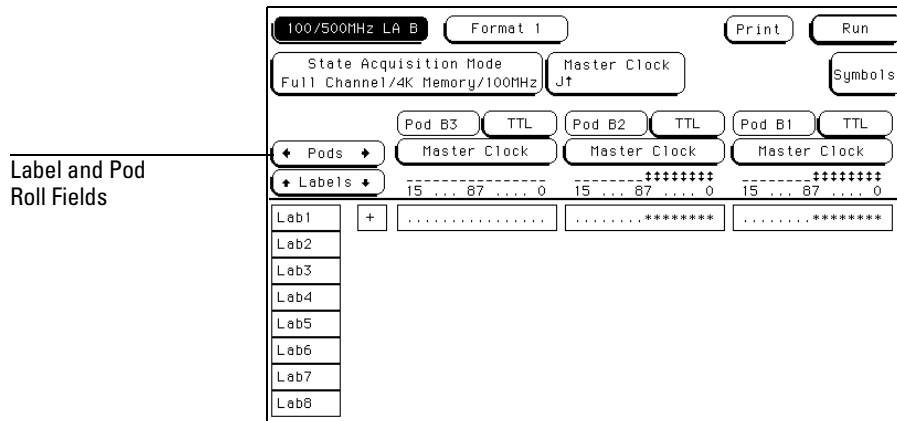 100/500MHz LA B Format 1 Print Run
State Acquisition Mode
Full Channel/4K Memory/100MHz
Master Clock
J↑
Symbols
Pod B3 TTL Pod B2 TTL Pod B1 TTL
← Pods → Master Clock Master Clock Master Clock
Label and Pod
Roll Fields
↑ Labels ↓ ----------------  --------↕↕↕↕↕↕↕↕ --------↕↕↕↕↕↕↕↕
15 ... 87 .... 0 15 ... 87 .... 0 15 ... 87 .... 0
Lab1 + ................ ........******** ........********
Lab2
Lab3
Lab4
Lab5
Lab6
Lab7
Lab8